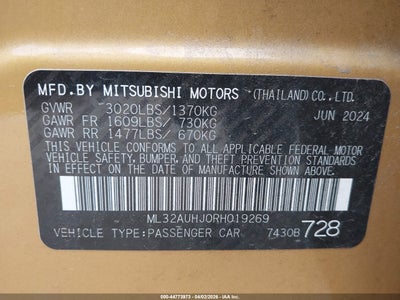 MFD.BY MITSUBISHI MOTORS (THAILAND) CO., LTD.
GVWR 3020LBS/1370KG JUN 2024
GAWR FR 1609LBS/ 730KG
GAWR RR 1477LBS/ 670KG
THIS VEHICLE CONFORMS TO ALL APPLICABLE FEDERAL MOTOR
VEHICLE SAFETY, BUMPER, AND THEFT PREVENTION STANDARDS
IN EFFECT ON THE DATE OF MANUFACTURE SHOWN ABOVE.
ML32AUHJ0RH019269
VEHICLE TYPE:PASSENGER CAR 7430B 728
000-44773973 - 04/02/2026 - IAA Inc.